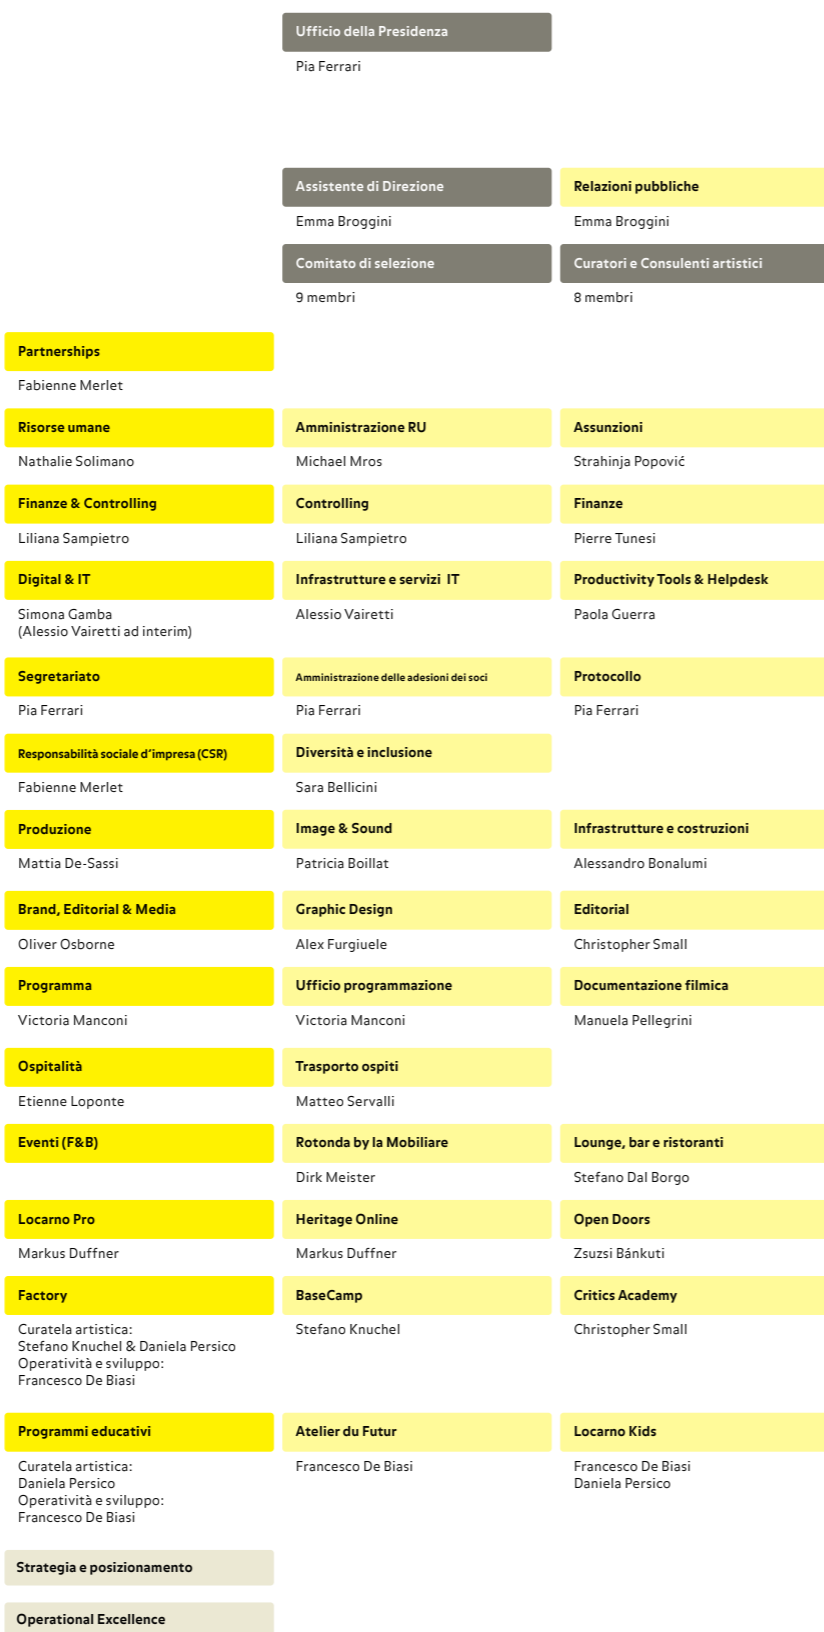 Ufficio della Presidenza
Pia Ferrari
Assistente di Direzione
Relazioni pubbliche
Emma Broggini
Emma Broggini
Comitato di selezione
Curatori e Consulenti artistici
9 membri
8 membri
Partnerships
Fabienne Merlet
Risorse umane
Amministrazione RU
Assunzioni
Nathalie Solimano
Michael Mros
Strahinja Popović
Finanze & Controlling
Controlling
Finanze
Liliana Sampietro
Liliana Sampietro
Pierre Tunesi
Digital & IT
Infrastrutture e servizi IT
Productivity Tools & Helpdesk
Simona Gamba
(Alessio Vairetti ad interim)
Alessio Vairetti
Paola Guerra
Segretariato
Amministrazione delle adesioni dei soci
Protocollo
Pia Ferrari
Pia Ferrari
Pia Ferrari
Responsabilità sociale d'impresa (CSR)
Diversità e inclusione
Fabienne Merlet
Sara Bellicini
Produzione
Image & Sound
Infrastrutture e costruzioni
Mattia De-Sassi
Patricia Boillat
Alessandro Bonalumi
Brand, Editorial & Media
Graphic Design
Editorial
Oliver Osborne
Alex Furgiuele
Christopher Small
Programma
Ufficio programmazione
Documentazione filmica
Victoria Manconi
Victoria Manconi
Manuela Pellegrini
Ospitalità
Trasporto ospiti
Etienne Loponte
Matteo Servalli
Eventi (F&B)
Rotonda by la Mobiliare
Lounge, bar e ristoranti
Dirk Meister
Stefano Dal Borgo
Locarno Pro
Heritage Online
Open Doors
Markus Duffner
Markus Duffner
Zsuzsi Bánkuti
Factory
BaseCamp
Critics Academy
Curatela artistica:
Stefano Knuchel & Daniela Persico
Operatività e sviluppo:
Francesco De Biasi
Stefano Knuchel
Christopher Small
Programmi educativi
Atelier du Futur
Locarno Kids
Curatela artistica:
Daniela Persico
Operatività e sviluppo:
Francesco De Biasi
Francesco De Biasi
Francesco De Biasi
Daniela Persico
Strategia e posizionamento
Operational Excellence